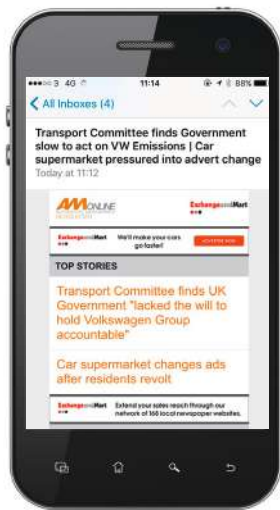 3 4G 11:14 88%
All Inboxes (4)
Transport Committee finds Government
slow to act on VW Emissions | Car
supermarket pressured into advert change
Today at 11:12
AM ONLINE
ExchangeandMart
ExchangeandMart We'll make your cars
go faster!
TOP STORIES
Transport Committee finds UK
Government "lacked the will to
hold Volkswagen Group
accountable"
Car supermarket changes ads
after residents revolt
ExchangeandMart Extend your sales reach through our
network of 168 local newspaper websites.